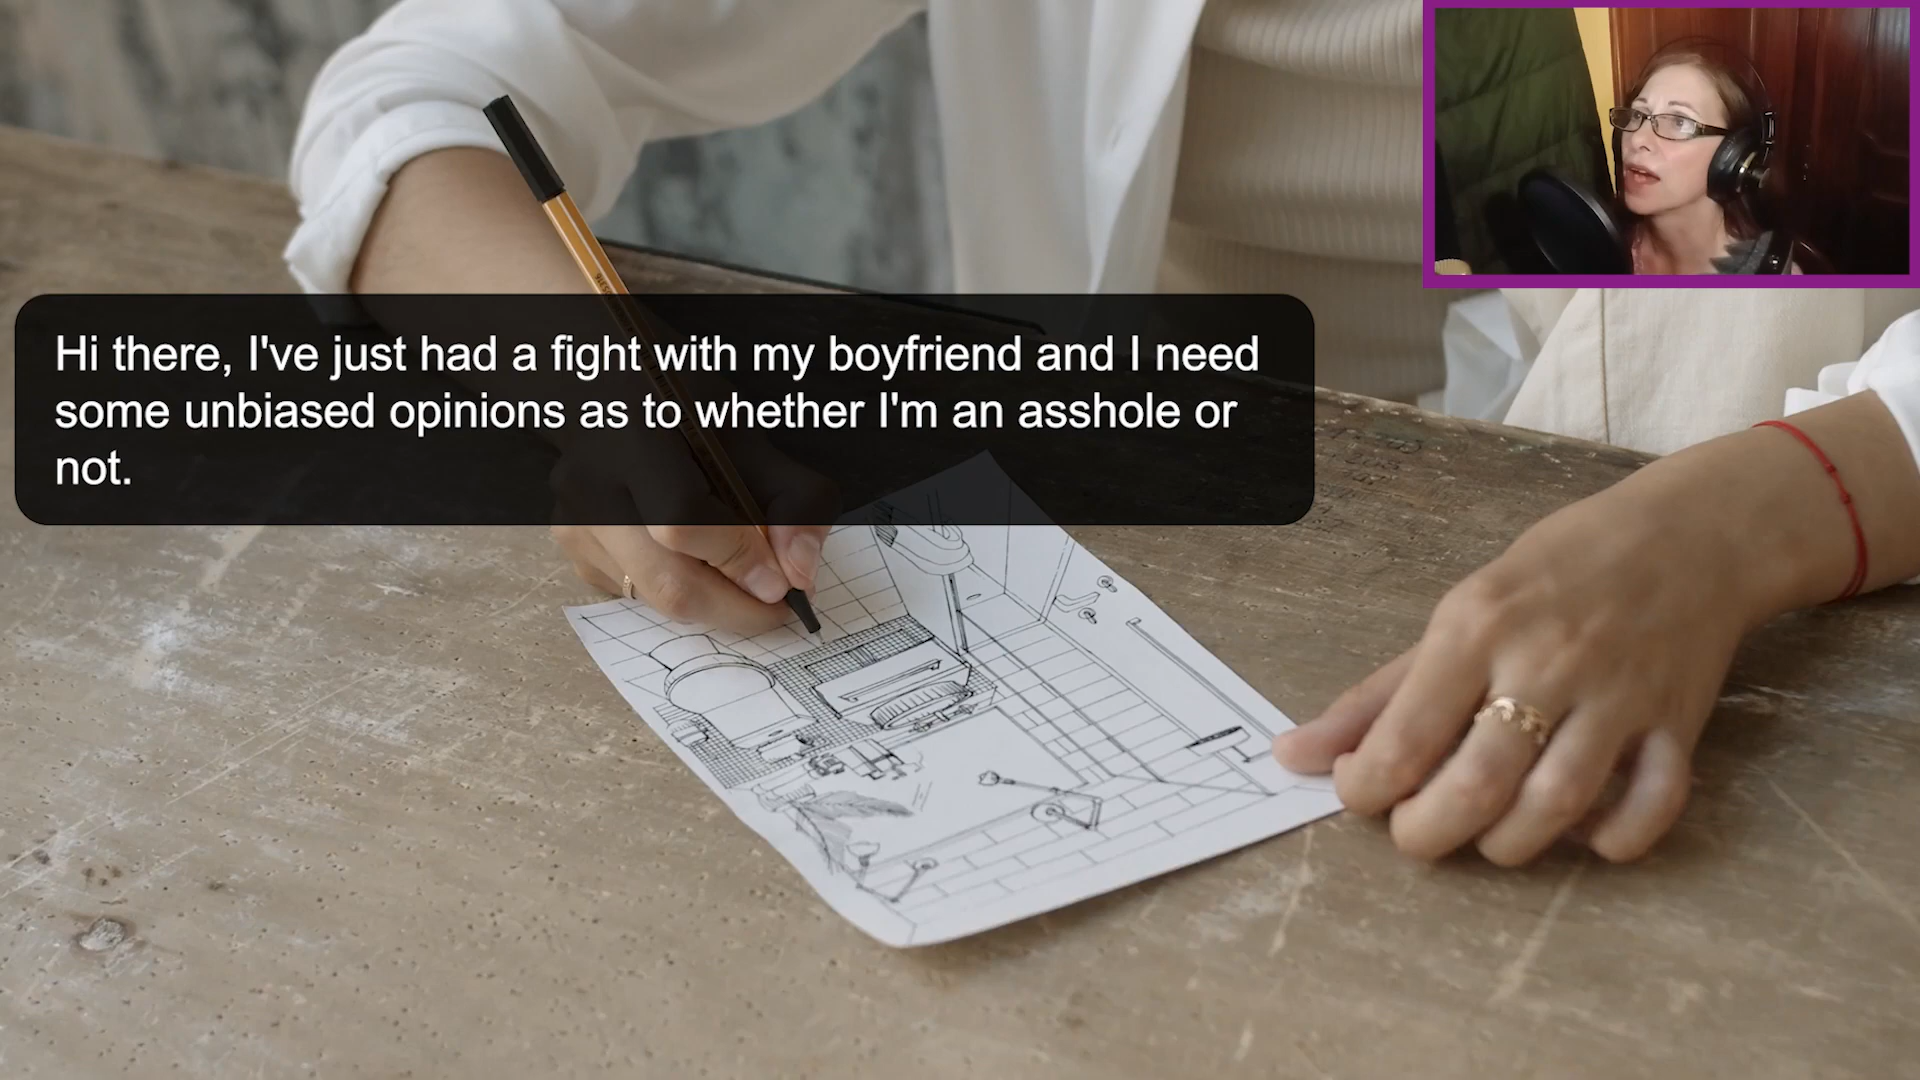 Hi there, I've just had a fight with my boyfriend and I need
some unbiased opinions as to whether I'm an asshole or
not.